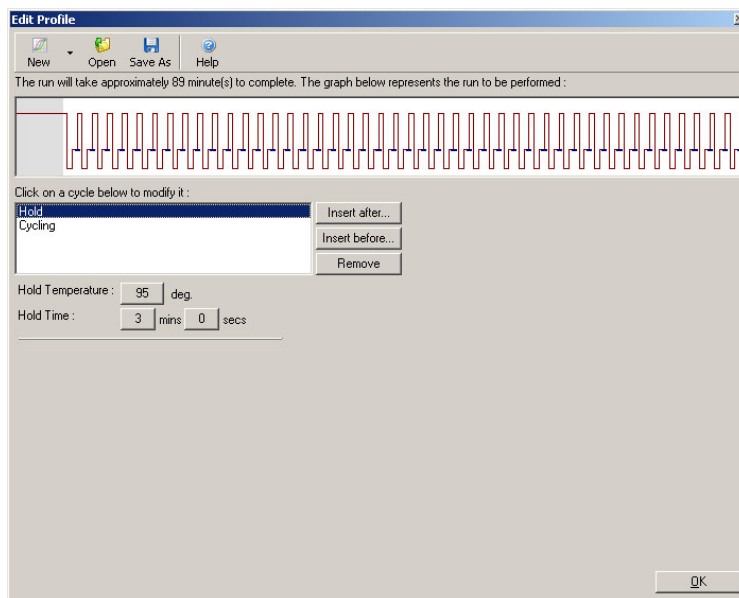 Edit Profile
New Open Save As Help
The run will take approximately 89 minute(s) to complete. The graph below represents the run to be performed :
Click on a cycle below to modify it :
Hold
Cycling
Insert after...
Insert before...
Remove
Hold Temperature : 95 deg.
Hold Time : 3 mins 0 secs
OK